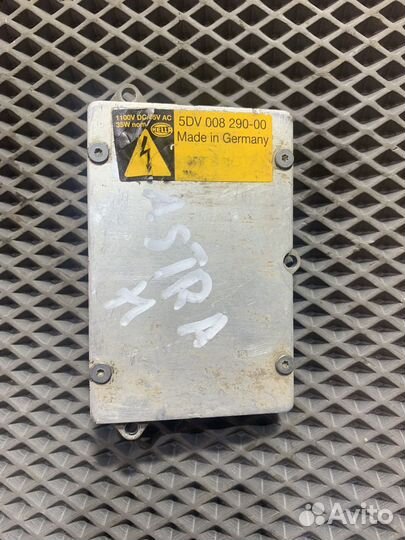 1100V DC/85V AC
35W nom.
HELLA
5DV 008 290-00
Made in Germany
ASTRA
Avito